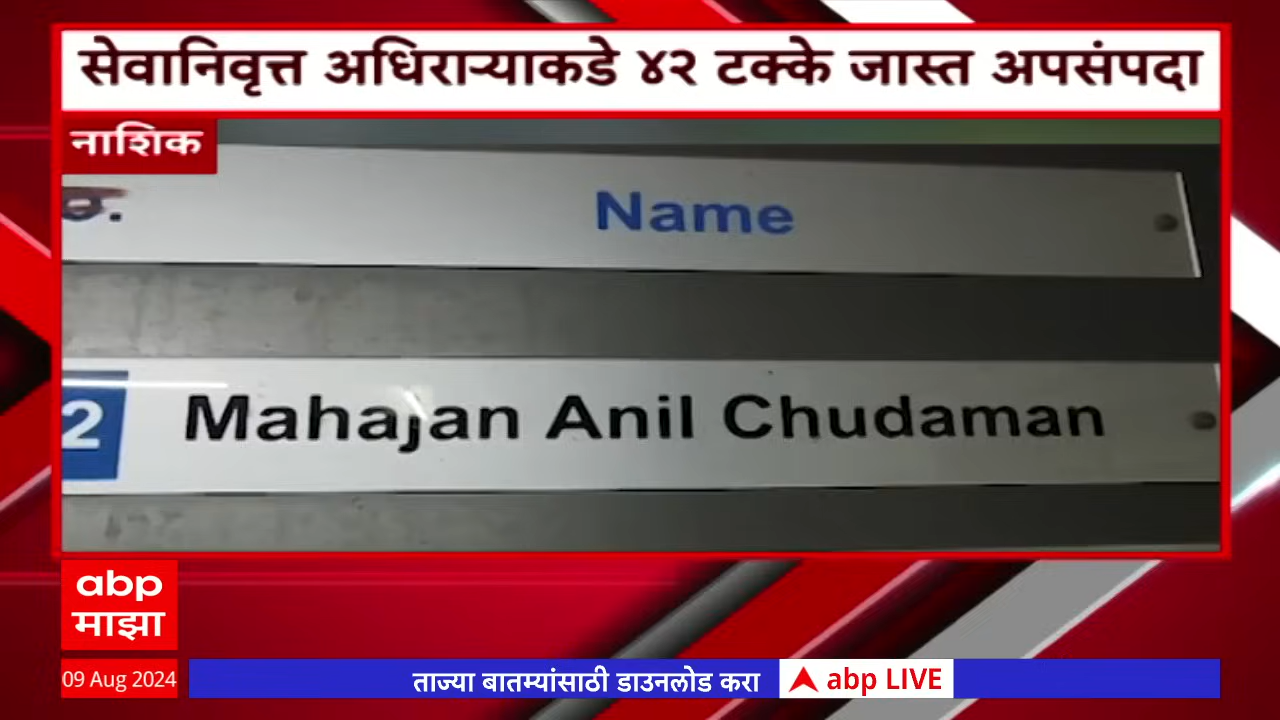 सेवानिवृत्त अधिराऱ्याकडे ४२ टक्के जास्त अपसंपदा
नाशिक
Name
2 Mahajan Anil Chudaman
abp
माझा
09 Aug 2024
ताज्या बातम्यांसाठी डाउनलोड करा abp LIVE